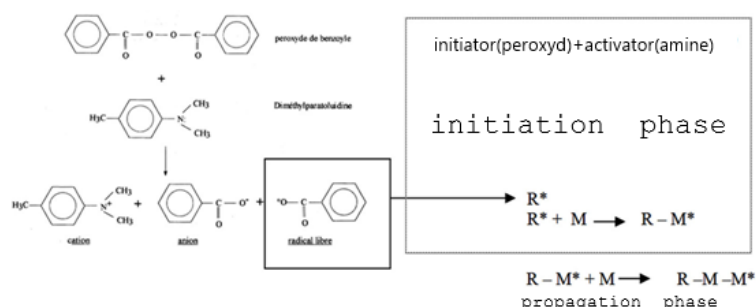 C O O C
O O
peroxyde de benzoyle
+
H₃C N: CH₃
CH₃
Diméthylparatoluidine
H₃C N⁺ CH₃
CH₃
+
C O*
O
+
*O C
O
cation
anion
radical libre
initiator(peroxyd)+activator(amine)
initiation phase
R*
R* + M → R – M*
R – M* + M → R –M –M*
propagation phase